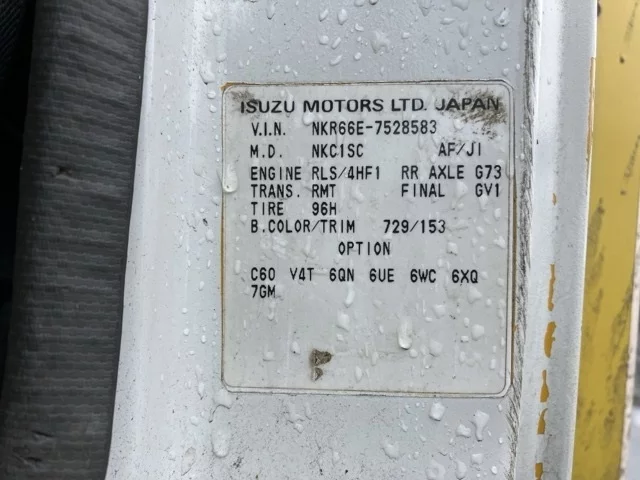 ISUZU MOTORS LTD. JAPAN
V.I.N. NKR66E-7528583
M.D. NKC1SC AF/J1
ENGINE RLS/4HF1 RR AXLE G73
TRANS. RMT FINAL GV1
TIRE 96H
B.COLOR/TRIM 729/153
OPTION
C60 V4T 6QN 6UE 6WC 6XQ
7GM